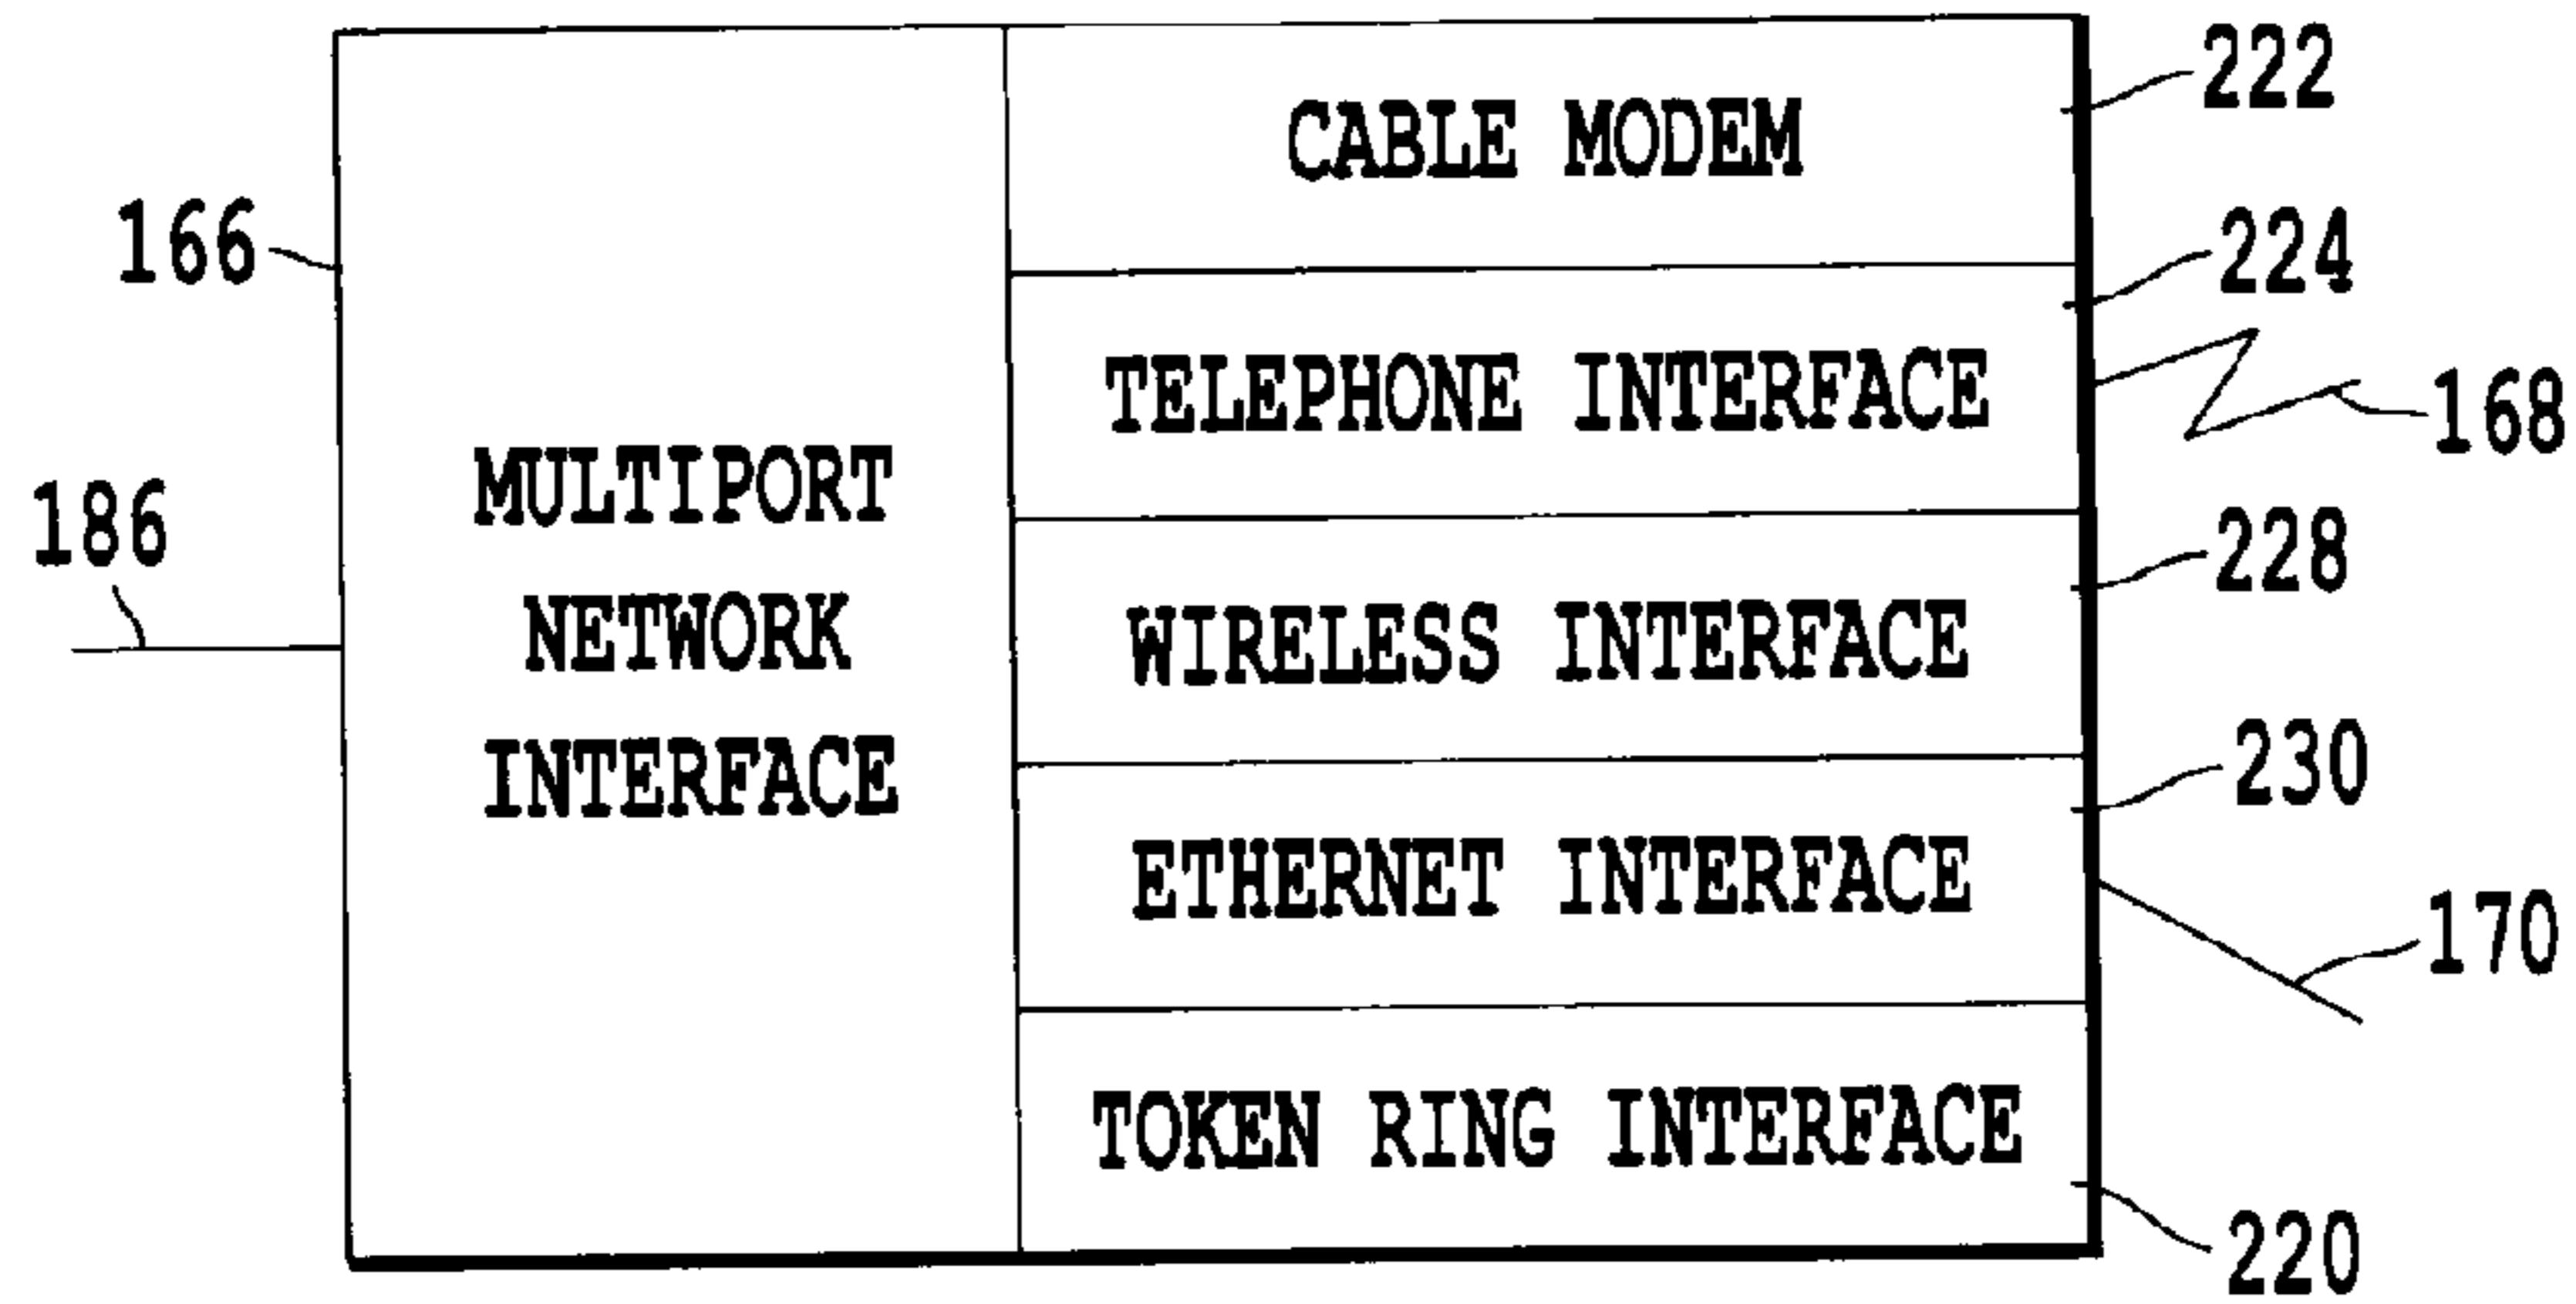 222
CABLE MODEM
166
224
TELEPHONE INTERFACE
168
MULTIPORT
NETWORK
INTERFACE
186
228
WIRELESS INTERFACE
230
ETHERNET INTERFACE
170
TOKEN RING INTERFACE
220